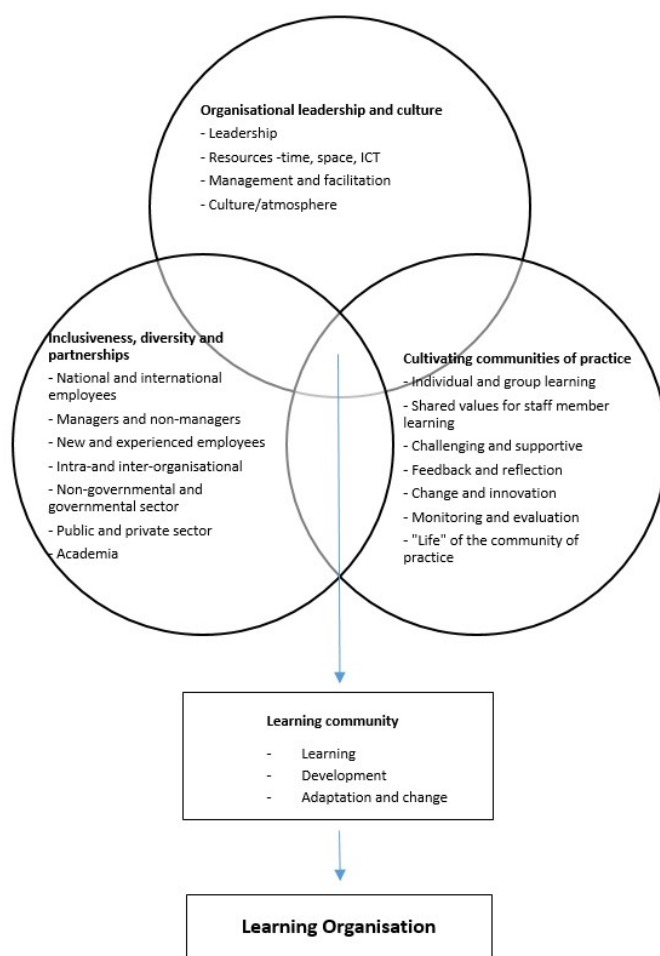 Organisational leadership and culture
- Leadership
- Resources -time, space, ICT
- Management and facilitation
- Culture/atmosphere
Inclusiveness, diversity and
partnerships
- National and international
employees
- Managers and non-managers
- New and experienced employees
- Intra-and inter-organisational
- Non-governmental and
governmental sector
- Public and private sector
- Academia
Cultivating communities of practice
- Individual and group learning
- Shared values for staff member
learning
- Challenging and supportive
- Feedback and reflection
- Change and innovation
- Monitoring and evaluation
- "Life" of the community of
practice
Learning community
- Learning
- Development
- Adaptation and change
Learning Organisation